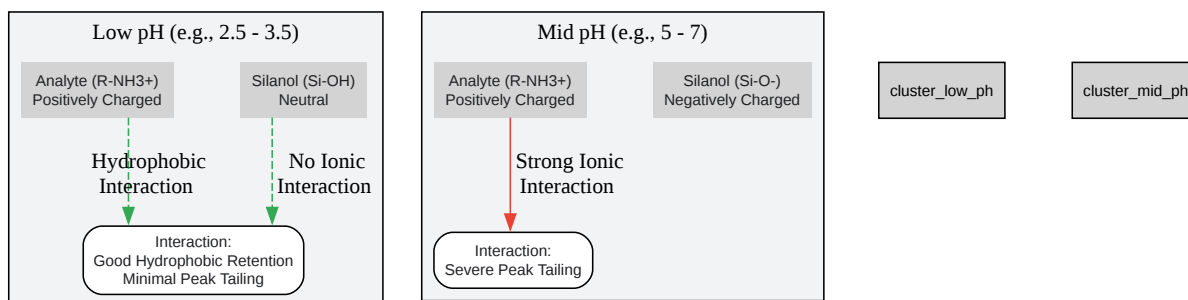 Low pH (e.g., 2.5 - 3.5)
Analyte (R-NH3+)
Positively Charged
Silanol (Si-OH)
Neutral
Hydrophobic
Interaction
No Ionic
Interaction
Interaction:
Good Hydrophobic Retention
Minimal Peak Tailing
Mid pH (e.g., 5 - 7)
Analyte (R-NH3+)
Positively Charged
Silanol (Si-O-)
Negatively Charged
Strong Ionic
Interaction
Interaction:
Severe Peak Tailing
cluster_low_ph
cluster_mid_ph